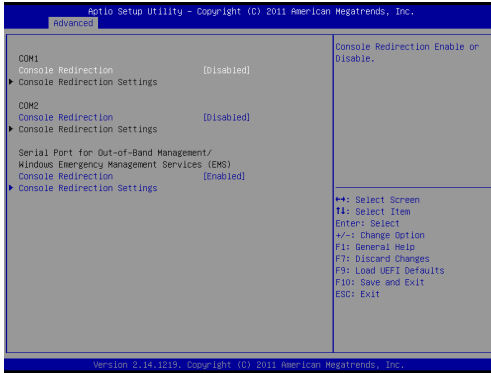 Aptio Setup Utility – Copyright (C) 2011 American Megatrends, Inc.
Advanced
COM1
Console Redirection [Disabled]
▶ Console Redirection Settings
COM2
Console Redirection [Disabled]
▶ Console Redirection Settings
Serial Port for Out-of-Band Management/
Windows Emergency Management Services (EMS)
Console Redirection [Enabled]
▶ Console Redirection Settings
Console Redirection Enable or
Disable.
↔: Select Screen
↑↓: Select Item
Enter: Select
+/-: Change Option
F1: General Help
F7: Discard Changes
F9: Load UEFI Defaults
F10: Save and Exit
ESC: Exit
Version 2.14.1219. Copyright (C) 2011 American Megatrends, Inc.